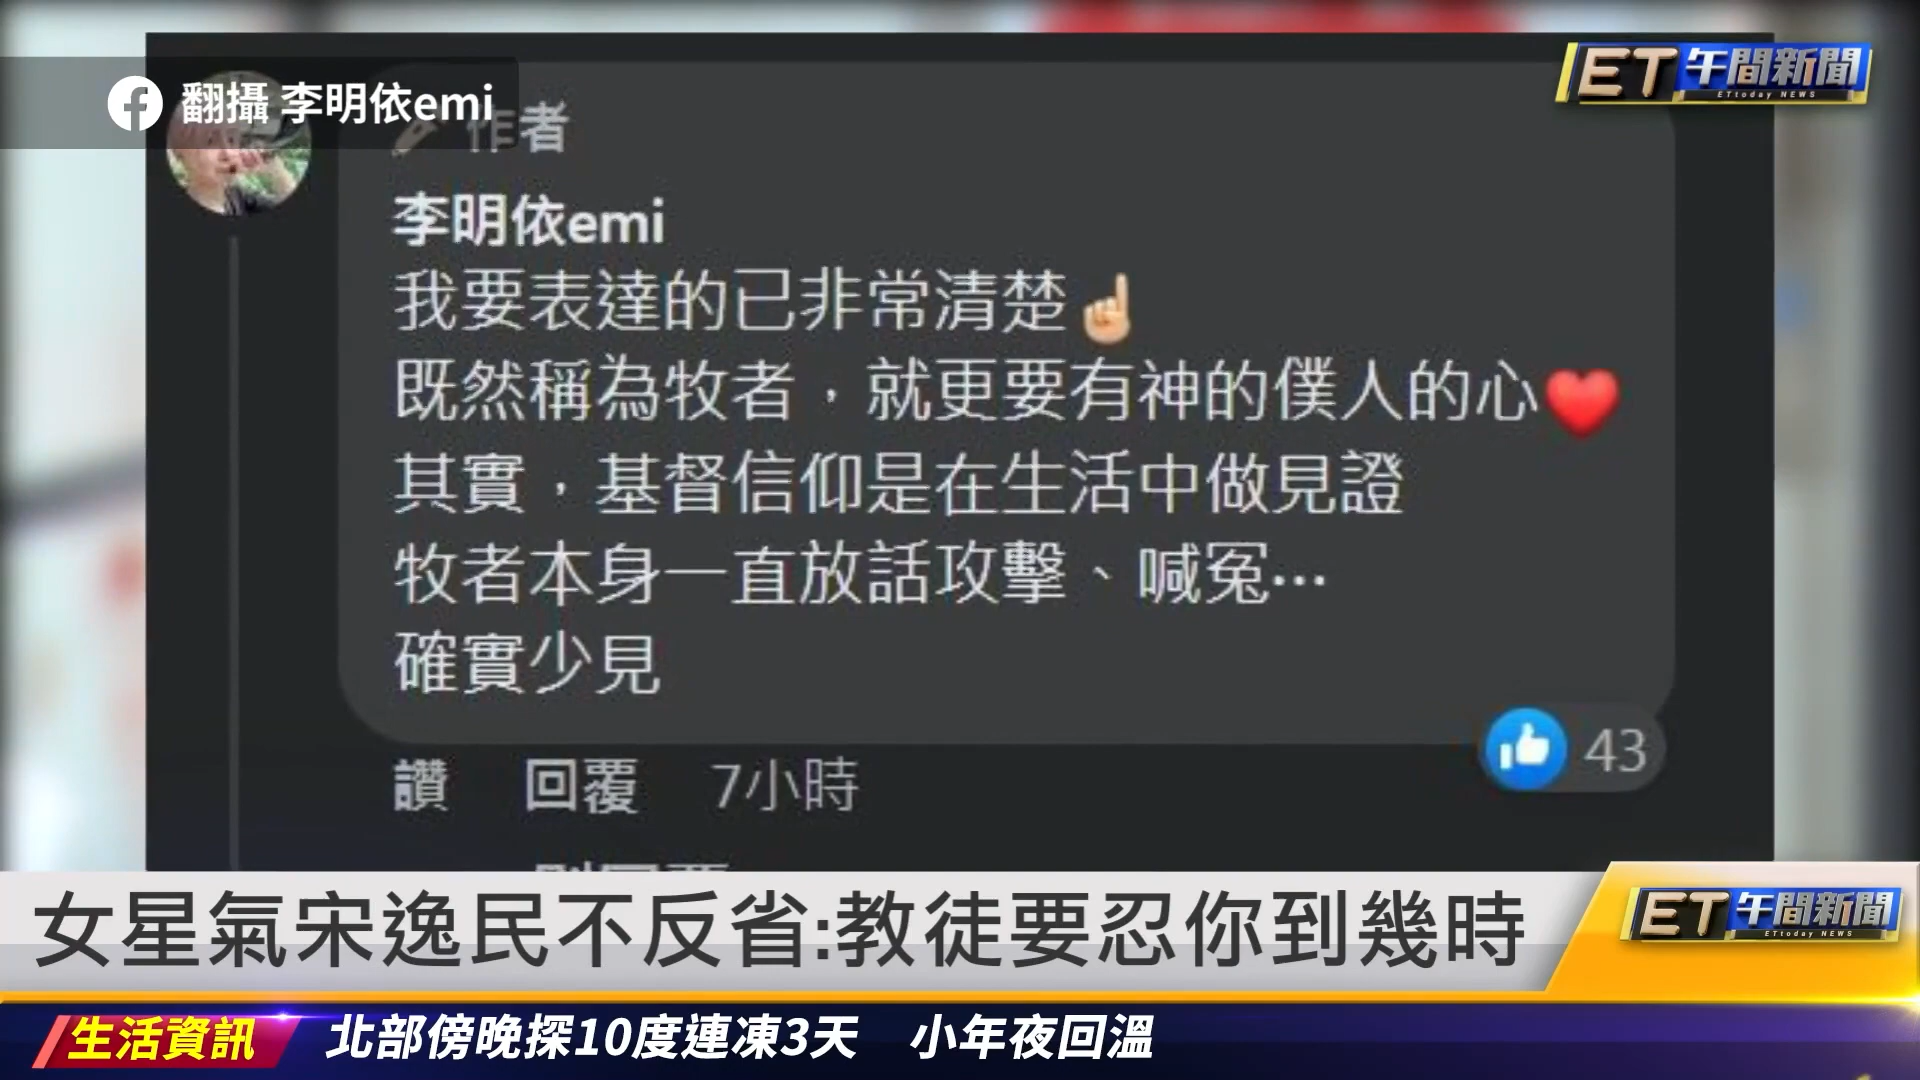 翻攝 李明依emi
ET午間新聞
ETtoday NEWS
作者
李明依emi
我要表達的已非常清楚☝🏻
既然稱為牧者，就更要有神的僕人的心❤️
其實，基督信仰是在生活中做見證
牧者本身一直放話攻擊、喊冤…
確實少見
43
讚 回覆 7小時
女星氣宋逸民不反省:教徒要忍你到幾時
ET午間新聞
ETtoday NEWS
生活資訊
北部傍晚探10度連凍3天 小年夜回溫